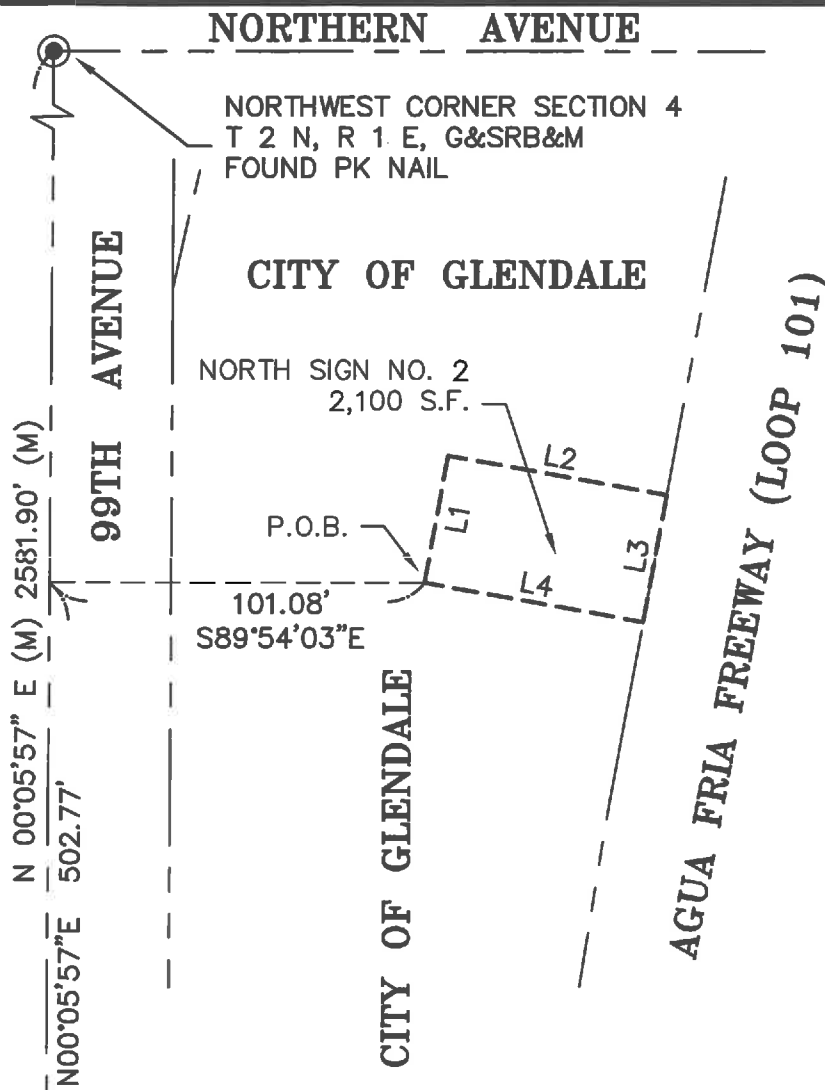 NORTHERN AVENUE
NORTHWEST CORNER SECTION 4
T 2 N, R 1 E, G&SRB&M
FOUND PK NAIL
99TH AVENUE
CITY OF GLENDALE
NORTH SIGN NO. 2
2,100 S.F.
AGUA FRIA FREEWAY (LOOP 101)
L2
L1
L3
L4
P.O.B.
101.08'
S89°54'03"E
N 00°05'57" E (M) 2581.90' (M)
N00°05'57"E 502.77'
CITY OF GLENDALE